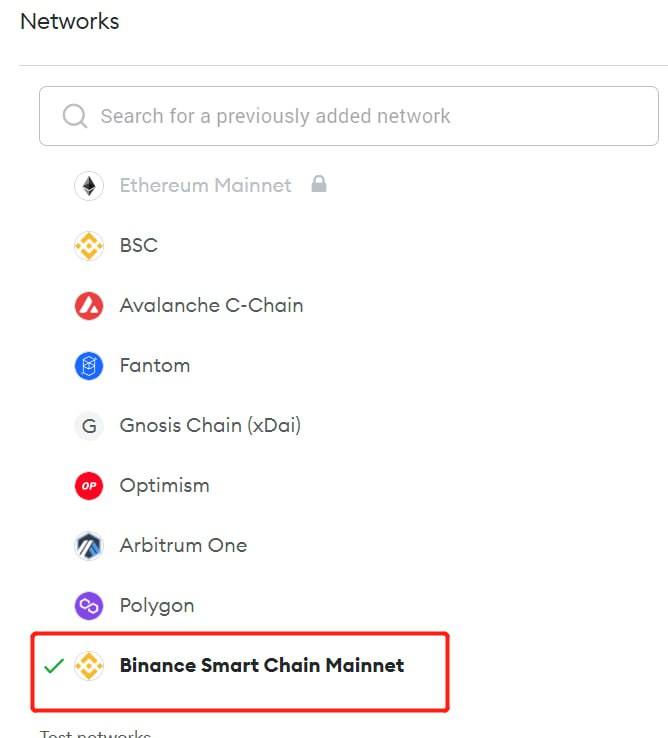 Networks
Search for a previously added network
Ethereum Mainnet
BSC
Avalanche C-Chain
Fantom
G Gnosis Chain (xDai)
OP Optimism
Arbitrum One
Polygon
Binance Smart Chain Mainnet
Test networks